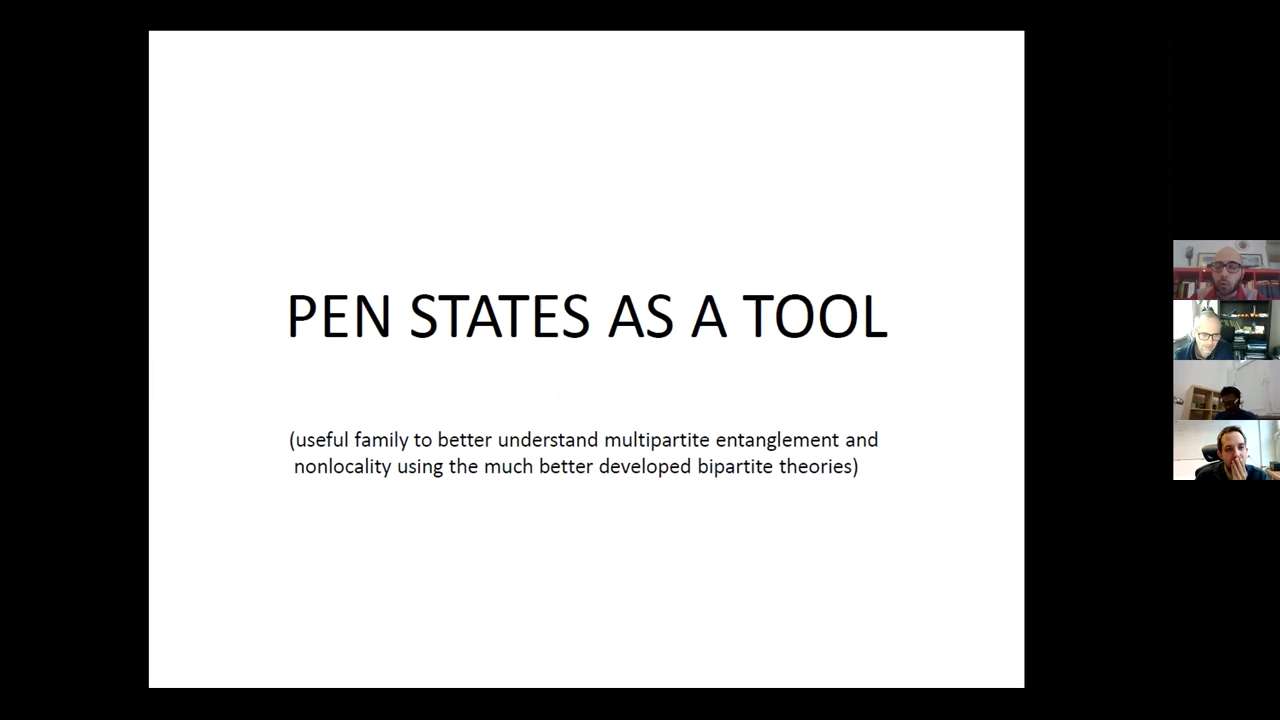 PEN STATES AS A TOOL
(useful family to better understand multipartite entanglement and
nonlocality using the much better developed bipartite theories)